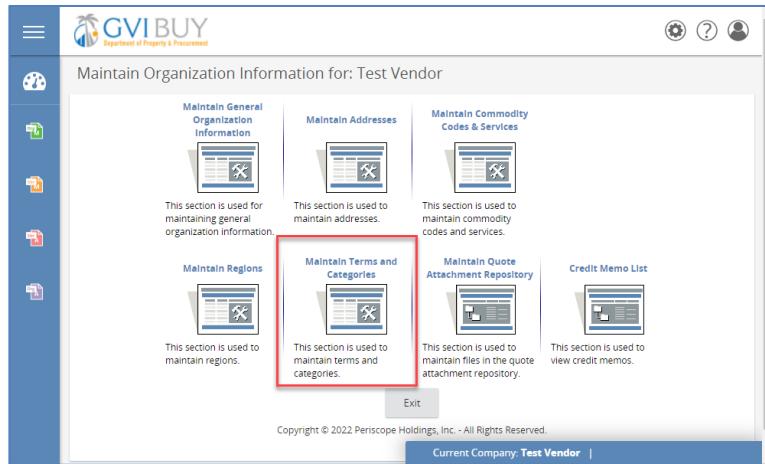 GVI BUY
Department of Property & Procurement
Maintain Organization Information for: Test Vendor
Maintain General
Organization
Information
This section is used for
maintaining general
organization information.
Maintain Addresses
This section is used to
maintain addresses.
Maintain Commodity
Codes & Services
This section is used to
maintain commodity
codes and services.
Maintain Regions
This section is used to
maintain regions.
Maintain Terms and
Categories
This section is used to
maintain terms and
categories.
Maintain Quote
Attachment Repository
This section is used to
maintain files in the quote
attachment repository.
Credit Memo List
This section is used to
view credit memos.
Exit
Copyright © 2022 Periscope Holdings, Inc. - All Rights Reserved.
Current Company: Test Vendor |